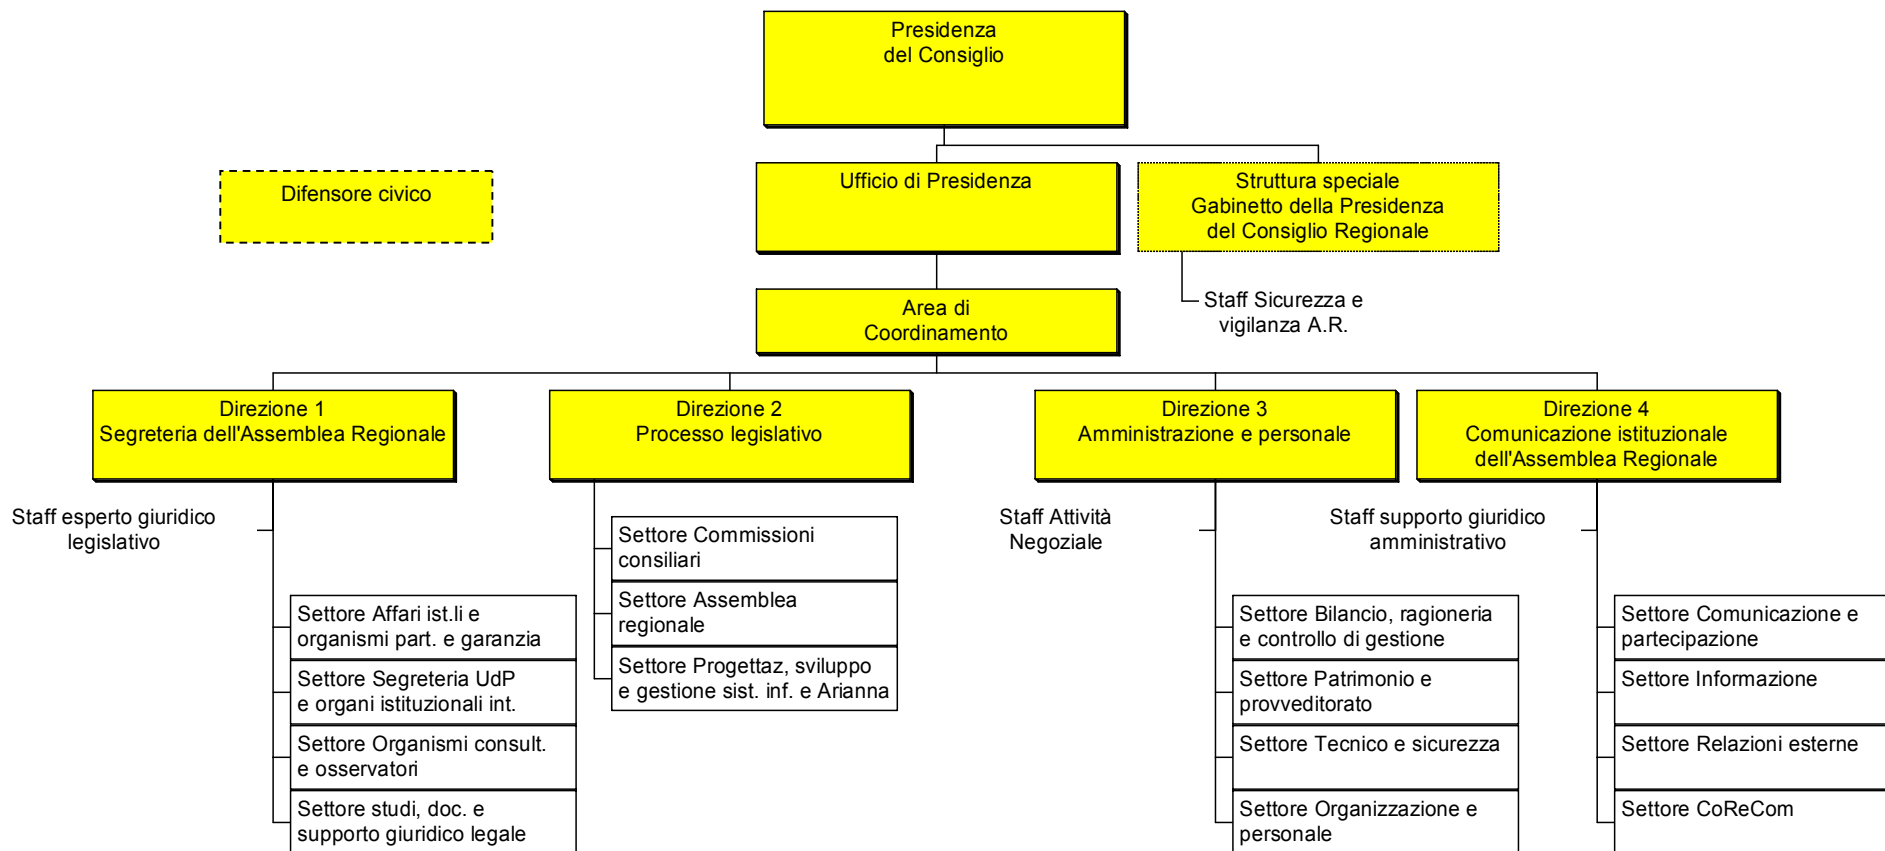 Presidenza
del Consiglio
Difensore civico
Ufficio di Presidenza
Struttura speciale
Gabinetto della Presidenza
del Consiglio Regionale
Staff Sicurezza e
vigilanza A.R.
Area di
Coordinamento
Direzione 1
Segreteria dell'Assemblea Regionale
Direzione 2
Processo legislativo
Direzione 3
Amministrazione e personale
Direzione 4
Comunicazione istituzionale
dell'Assemblea Regionale
Staff esperto giuridico
legislativo
Settore Affari ist.li e
organismi part. e garanzia
Settore Segreteria UdP
e organi istituzionali int.
Settore Organismi consult.
e osservatori
Settore studi, doc. e
supporto giuridico legale
Settore Commissioni
consiliari
Settore Assemblea
regionale
Settore Progettaz, sviluppo
e gestione sist. inf. e Arianna
Staff Attività
Negoziale
Settore Bilancio, ragioneria
e controllo di gestione
Settore Patrimonio e
provveditorato
Settore Tecnico e sicurezza
Settore Organizzazione e
personale
Staff supporto giuridico
amministrativo
Settore Comunicazione e
partecipazione
Settore Informazione
Settore Relazioni esterne
Settore CoReCom